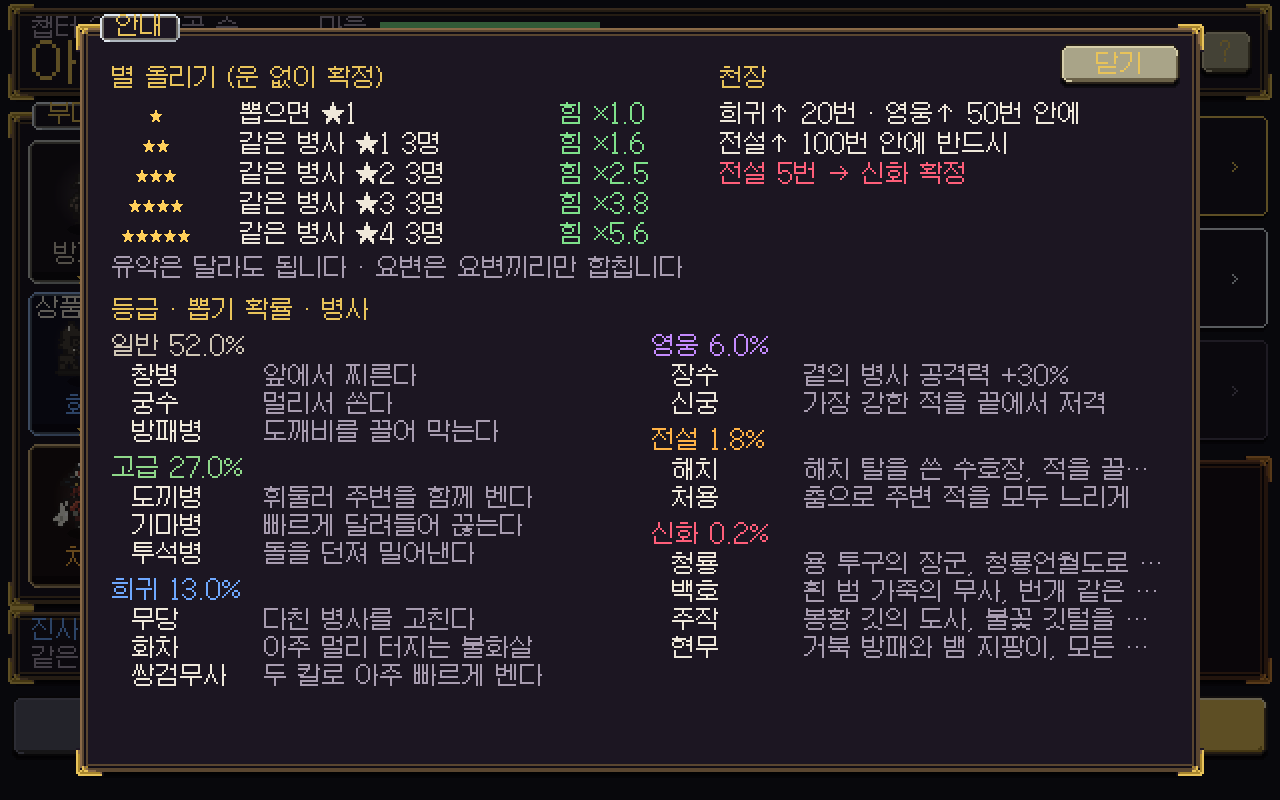 안내
닫기
?
별 올리기 (운 없이 확정)
★ 뽑으면 ★1 힘 ×1.0
★★ 같은 병사 ★1 3명 힘 ×1.6
★★★ 같은 병사 ★2 3명 힘 ×2.5
★★★★ 같은 병사 ★3 3명 힘 ×3.8
★★★★★ 같은 병사 ★4 3명 힘 ×5.6
유약은 달라도 됩니다 · 요변은 요변끼리만 합칩니다
천장
희귀↑ 20번 · 영웅↑ 50번 안에
전설↑ 100번 안에 반드시
전설 5번 → 신화 확정
등급 · 뽑기 확률 · 병사
일반 52.0%
창병 앞에서 찌른다
궁수 멀리서 쏜다
방패병 도깨비를 끌어 막는다
고급 27.0%
도끼병 휘둘러 주변을 함께 벤다
기마병 빠르게 달려들어 끊는다
투석병 돌을 던져 밀어낸다
희귀 13.0%
무당 다친 병사를 고친다
화차 아주 멀리 터지는 불화살
쌍검무사 두 칼로 아주 빠르게 벤다
영웅 6.0%
장수 곁의 병사 공격력 +30%
신궁 가장 강한 적을 끝에서 저격
전설 1.8%
해치 해치 탈을 쓴 수호장, 적을 끌…
처용 춤으로 주변 적을 모두 느리게
신화 0.2%
청룡 용 투구의 장군, 청룡언월도로 …
백호 흰 범 가죽의 무사, 번개 같은 …
주작 봉황 깃의 도사, 불꽃 깃털을 …
현무 거북 방패와 뱀 지팡이, 모든 …
상품
진사
같은